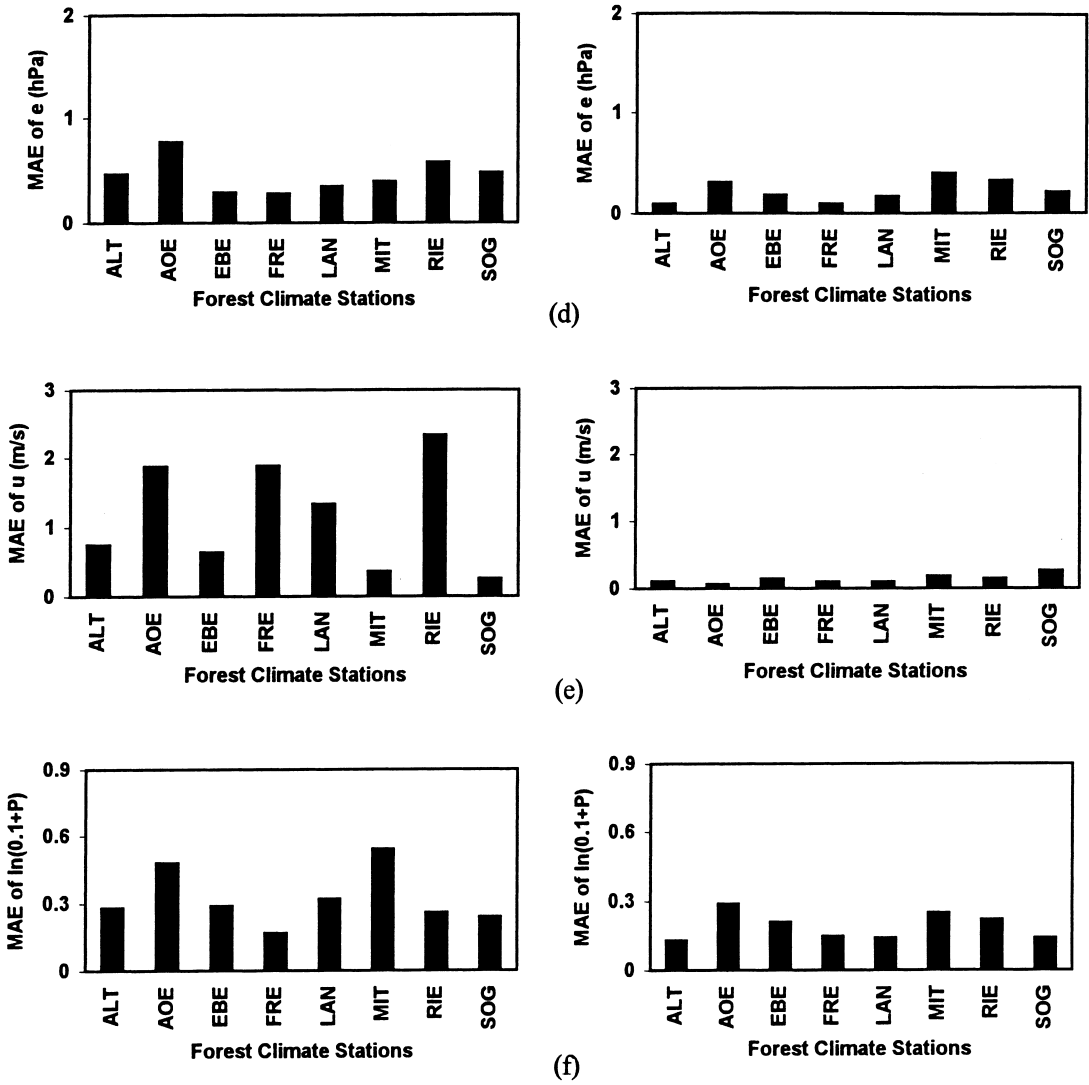 2
1
0
MAE of e (hPa)
ALT
AOE
EBE
FRE
LAN
MIT
RIE
SOG
Forest Climate Stations
2
1
0
MAE of e (hPa)
ALT
AOE
EBE
FRE
LAN
MIT
RIE
SOG
Forest Climate Stations
(d)
3
2
1
0
MAE of u (m/s)
ALT
AOE
EBE
FRE
LAN
MIT
RIE
SOG
Forest Climate Stations
3
2
1
0
MAE of u (m/s)
ALT
AOE
EBE
FRE
LAN
MIT
RIE
SOG
Forest Climate Stations
(e)
0.9
0.6
0.3
0
MAE of ln(0.1+P)
ALT
AOE
EBE
FRE
LAN
MIT
RIE
SOG
Forest Climate Stations
0.9
0.6
0.3
0
MAE of ln(0.1+P)
ALT
AOE
EBE
FRE
LAN
MIT
RIE
SOG
Forest Climate Stations
(f)